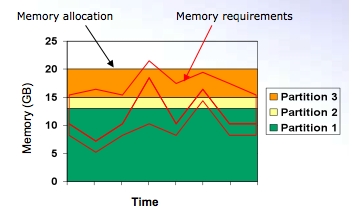 Memory allocation
Memory requirements
25
20
15
10
5
0
Memory (GB)
Time
Partition 3
Partition 2
Partition 1